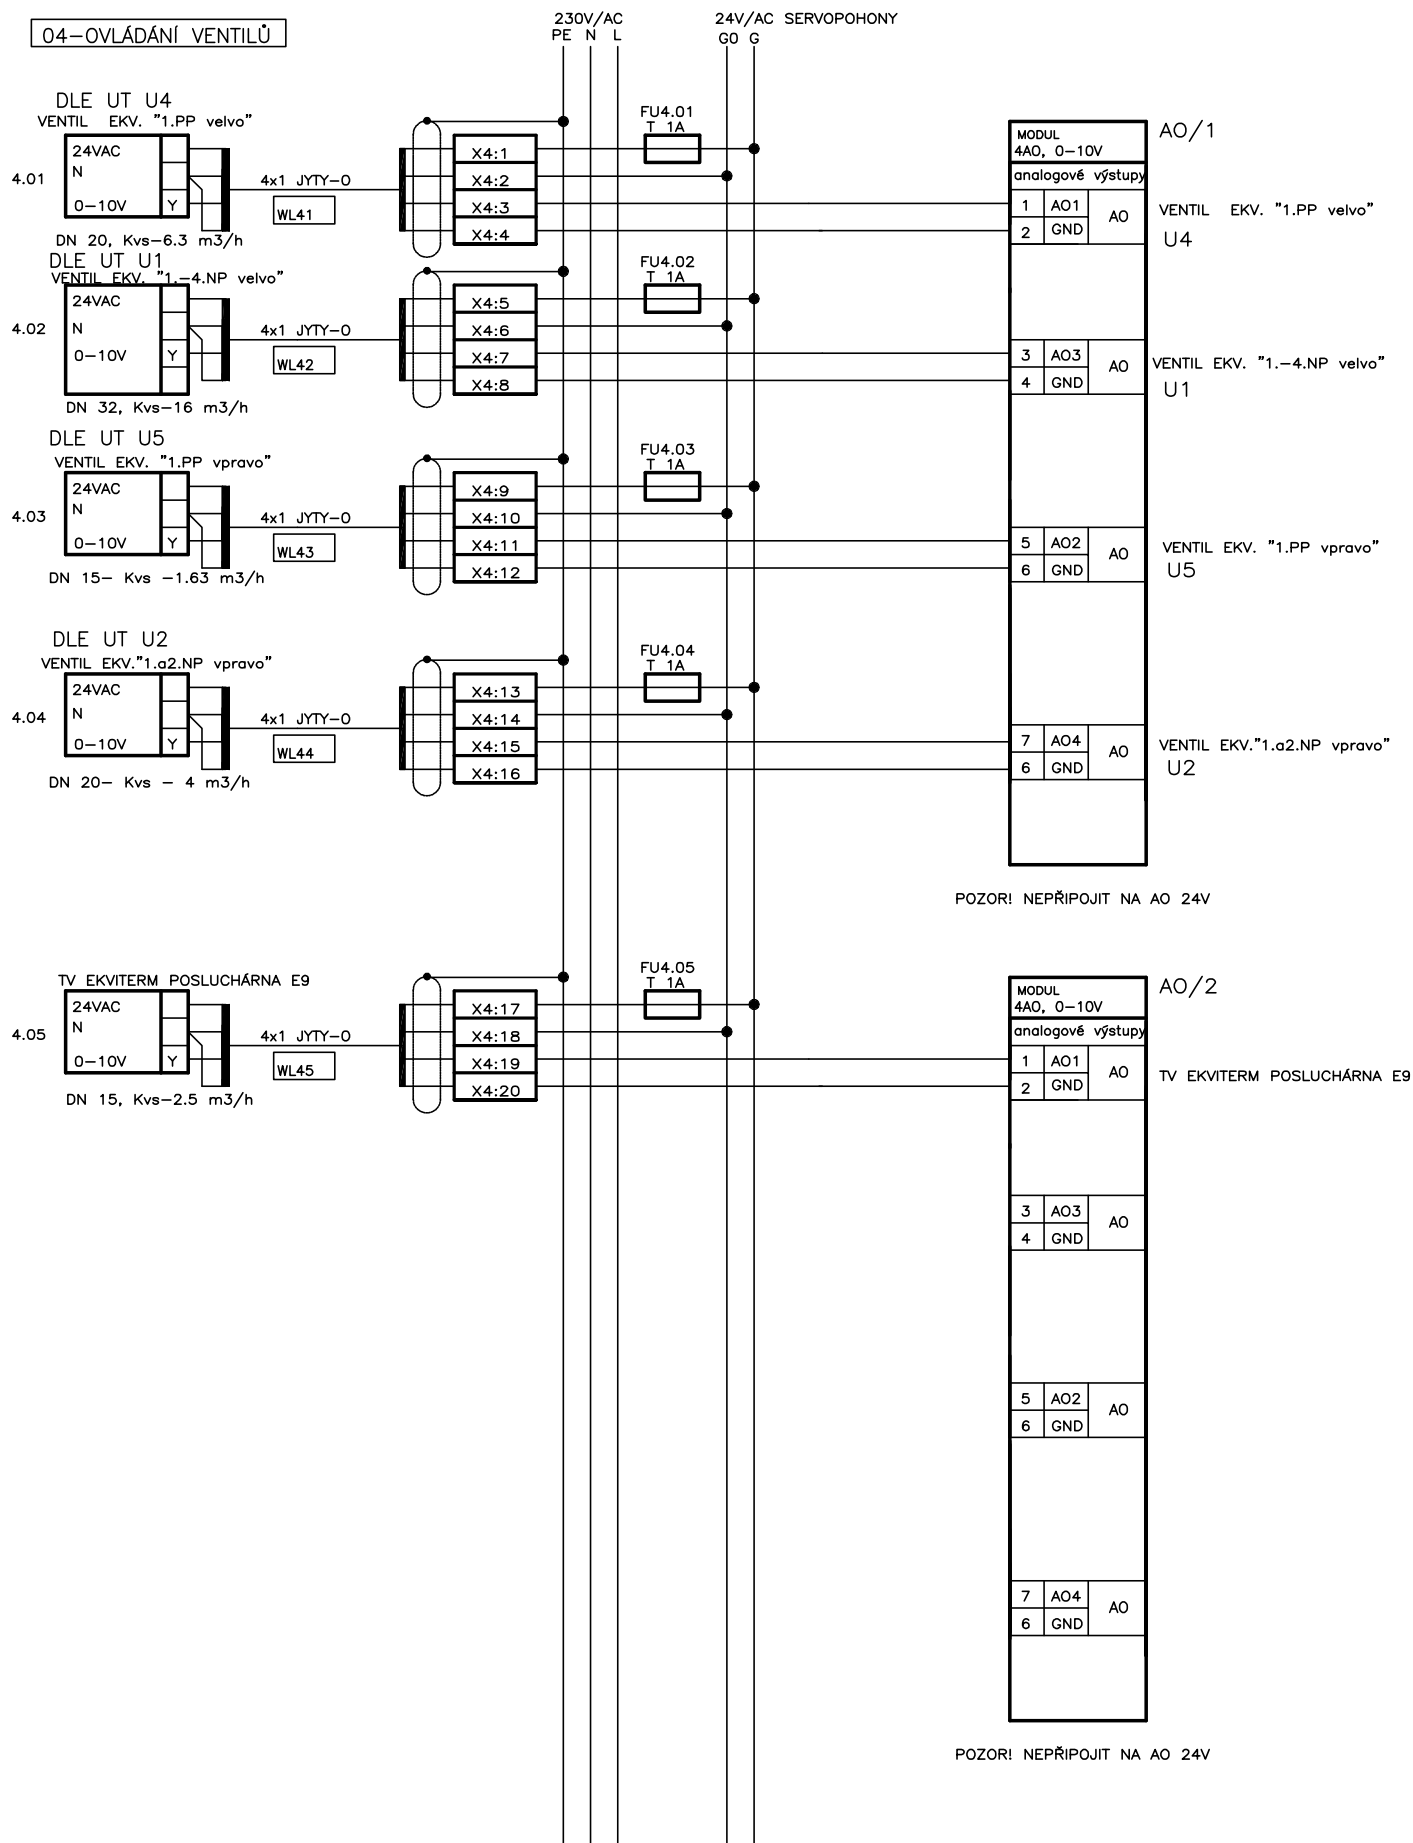 04-OVLÁDÁNÍ VENTILŮ
230V/AC
PE N L
24V/AC SERVOPOHONY
G0 G
DLE UT U4
VENTIL EKV. "1.PP velvo"
4.01
24VAC
N
0-10V Y
DN 20, Kvs-6.3 m3/h
4x1 JYTY-O
WL41
X4:1
X4:2
X4:3
X4:4
FU4.01
T 1A
DLE UT U1
VENTIL EKV. "1.-4.NP velvo"
4.02
24VAC
N
0-10V Y
DN 32, Kvs-16 m3/h
4x1 JYTY-O
WL42
X4:5
X4:6
X4:7
X4:8
FU4.02
T 1A
DLE UT U5
VENTIL EKV. "1.PP vpravo"
4.03
24VAC
N
0-10V Y
DN 15- Kvs -1.63 m3/h
4x1 JYTY-O
WL43
X4:9
X4:10
X4:11
X4:12
FU4.03
T 1A
DLE UT U2
VENTIL EKV."1.a2.NP vpravo"
4.04
24VAC
N
0-10V Y
DN 20- Kvs - 4 m3/h
4x1 JYTY-O
WL44
X4:13
X4:14
X4:15
X4:16
FU4.04
T 1A
AO/1
MODUL
4AO, 0-10V
analogové výstupy
1 AO1 AO
2 GND
VENTIL EKV. "1.PP velvo"
U4
3 AO3 AO
4 GND
VENTIL EKV. "1.-4.NP velvo"
U1
5 AO2 AO
6 GND
VENTIL EKV. "1.PP vpravo"
U5
7 AO4 AO
6 GND
VENTIL EKV."1.a2.NP vpravo"
U2
POZOR! NEPŘIPOJIT NA AO 24V
TV EKVITERM POSLUCHÁRNA E9
4.05
24VAC
N
0-10V Y
DN 15, Kvs-2.5 m3/h
4x1 JYTY-O
WL45
X4:17
X4:18
X4:19
X4:20
FU4.05
T 1A
AO/2
MODUL
4AO, 0-10V
analogové výstupy
1 AO1 AO
2 GND
TV EKVITERM POSLUCHÁRNA E9
3 AO3 AO
4 GND
5 AO2 AO
6 GND
7 AO4 AO
6 GND
POZOR! NEPŘIPOJIT NA AO 24V